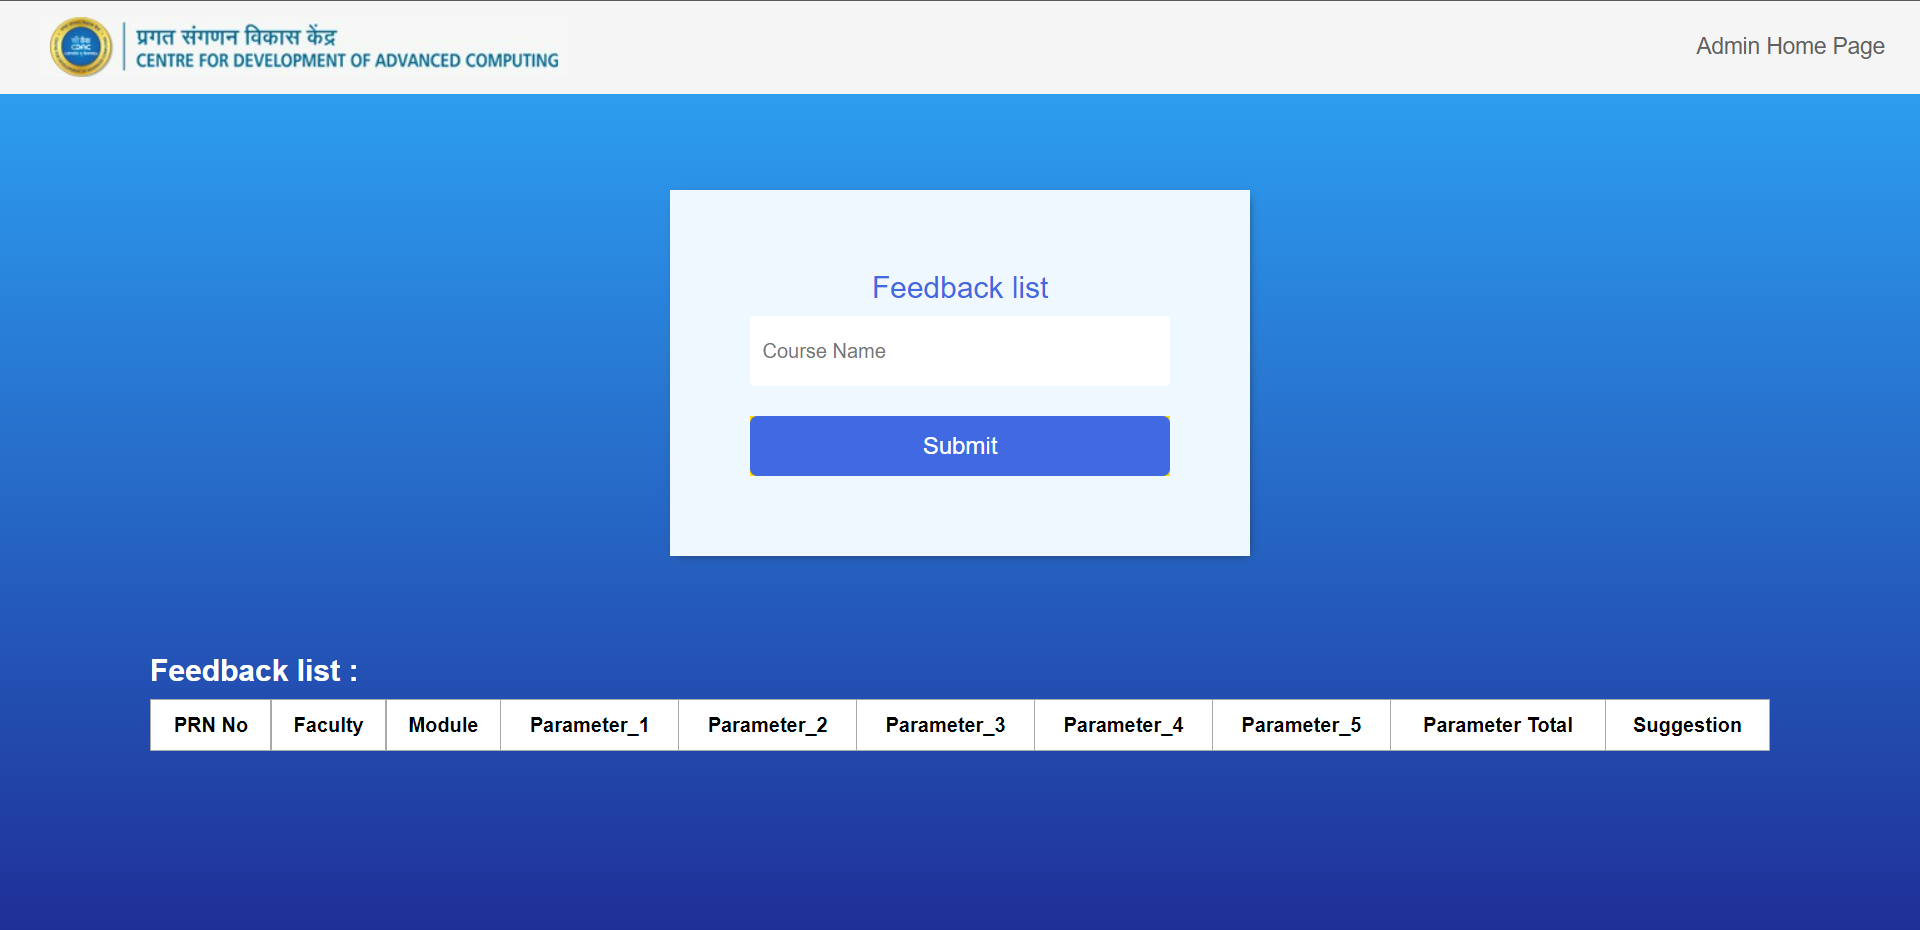 प्रगत संगणन विकास केंद्र
CENTRE FOR DEVELOPMENT OF ADVANCED COMPUTING
Admin Home Page
CDAC
Feedback list
Course Name
Submit
Feedback list :
PRN No Faculty Module Parameter_1 Parameter_2 Parameter_3 Parameter_4 Parameter_5 Parameter Total Suggestion